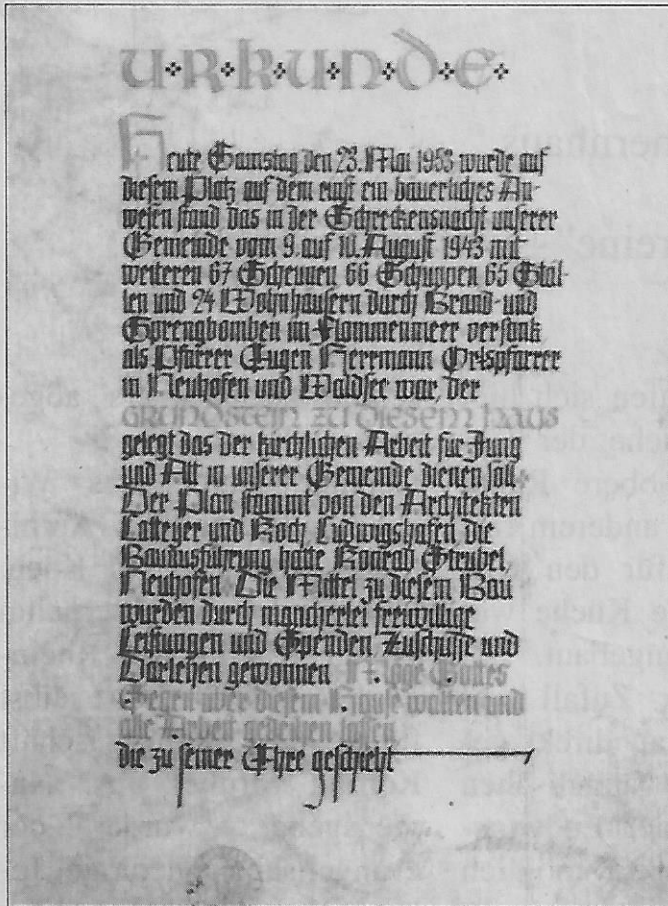 U·R·K·U·N·D·E·
Heute Samstag den 23. Mai 1953 wurde auf
diesem Platz auf dem einst ein bäuerliches An-
wesen stand das in der Schreckensnacht unserer
Gemeinde vom 9. auf 10. August 1943 mit
weiteren 67 Scheunen 66 Schuppen 65 Stäl-
len und 24 Wohnhäusern durch Brand- und
Sprengbomben im Flammenmeer versank
als Pfarrer Eugen Herrmann Ortspfarrer
in Neuhofen und Waldsee war, der
GRUNDSTEIN ZU DIESEM HAUS
gelegt das der kirchlichen Arbeit für Jung
und Alt in unserer Gemeinde dienen soll
Der Plan stammt von den Architekten
Latteyer und Koch, Ludwigshafen die
Bauausführung hatte Konrad Streubel
Neuhofen Die Mittel zu diesem Bau
wurden durch mancherlei freiwillige
Leistungen und Spenden Zuschüsse und
Darlehen gewonnen Möge Gottes
Segen über diesem Hause walten und
alle Arbeit gedeihen lassen
die zu seiner Ehre geschieht